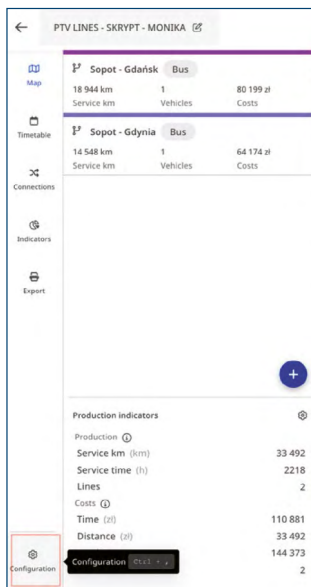 PTV LINES - SKRYPT - MONIKA
Map
Timetable
Connections
Indicators
Export
Configuration
Sopot - Gdańsk Bus
18 944 km 1 80 199 zł
Service km Vehicles Costs
Sopot - Gdynia Bus
14 548 km 1 64 174 zł
Service km Vehicles Costs
+
Production indicators
Production
Service km (km) 33 492
Service time (h) 2218
Lines 2
Costs
Time (zł) 110 881
Distance (zł) 33 492
144 373
2
Configuration Ctrl + ,